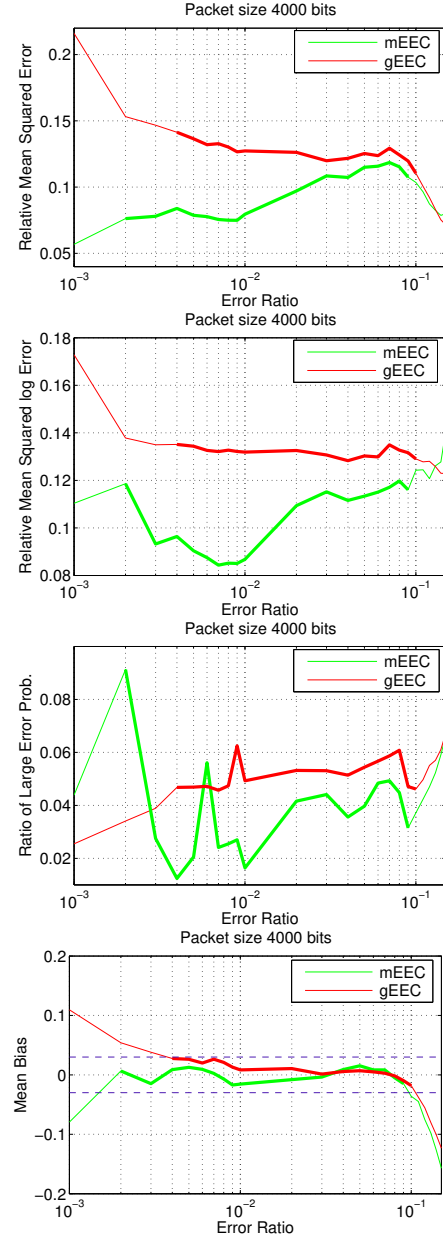 Packet size 4000 bits
mEEC
gEEC
0.2
0.15
0.1
0.05
Relative Mean Squared Error
10^-3
10^-2
10^-1
Error Ratio
Packet size 4000 bits
mEEC
gEEC
0.18
0.16
0.14
0.12
0.1
0.08
Relative Mean Squared log Error
10^-3
10^-2
10^-1
Error Ratio
Packet size 4000 bits
mEEC
gEEC
0.08
0.06
0.04
0.02
Ratio of Large Error Prob.
10^-3
10^-2
10^-1
Error Ratio
Packet size 4000 bits
mEEC
gEEC
0.2
0.1
0
−0.1
−0.2
Mean Bias
10^-3
10^-2
10^-1
Error Ratio